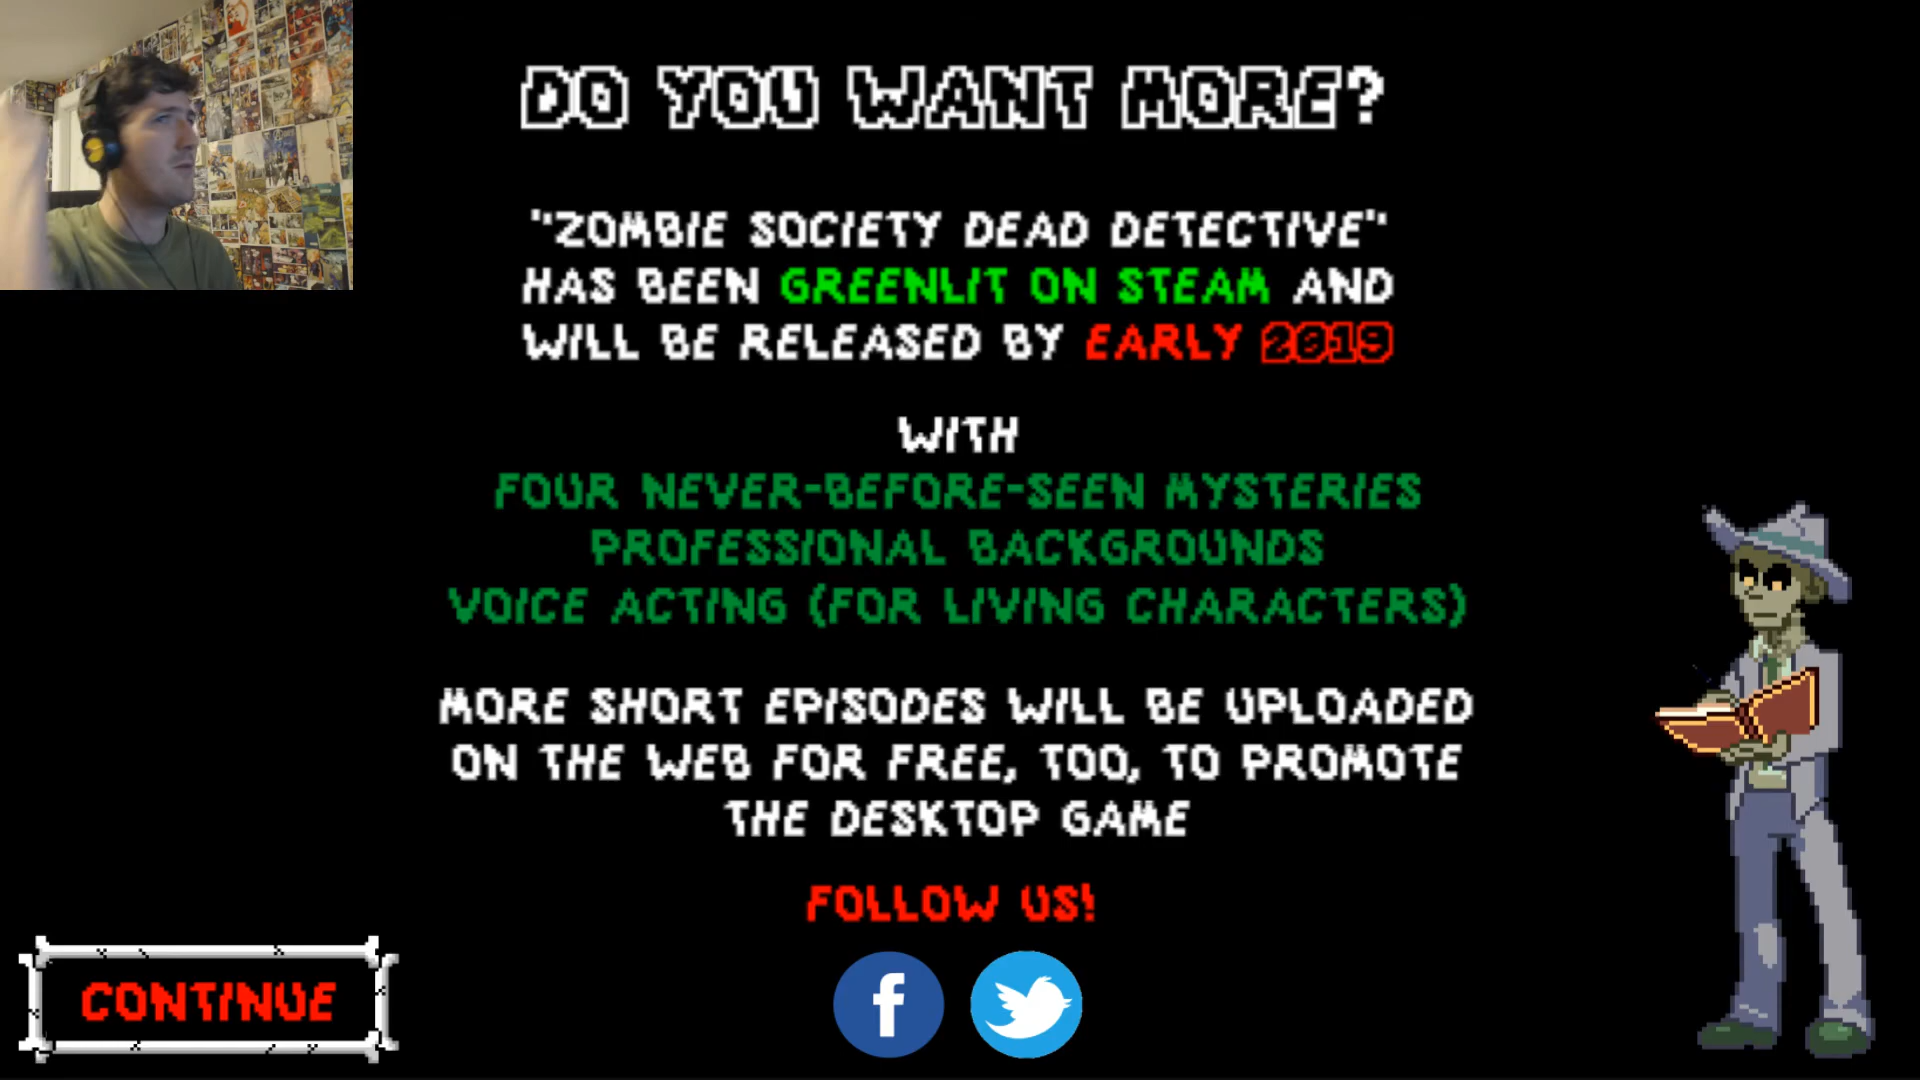 DO YOU WANT MORE?
"ZOMBIE SOCIETY DEAD DETECTIVE"
HAS BEEN GREENLIT ON STEAM AND
WILL BE RELEASED BY EARLY 2019
WITH
FOUR NEVER-BEFORE-SEEN MYSTERIES
PROFESSIONAL BACKGROUNDS
VOICE ACTING (FOR LIVING CHARACTERS)
MORE SHORT EPISODES WILL BE UPLOADED
ON THE WEB FOR FREE, TOO, TO PROMOTE
THE DESKTOP GAME
FOLLOW US!
CONTINUE